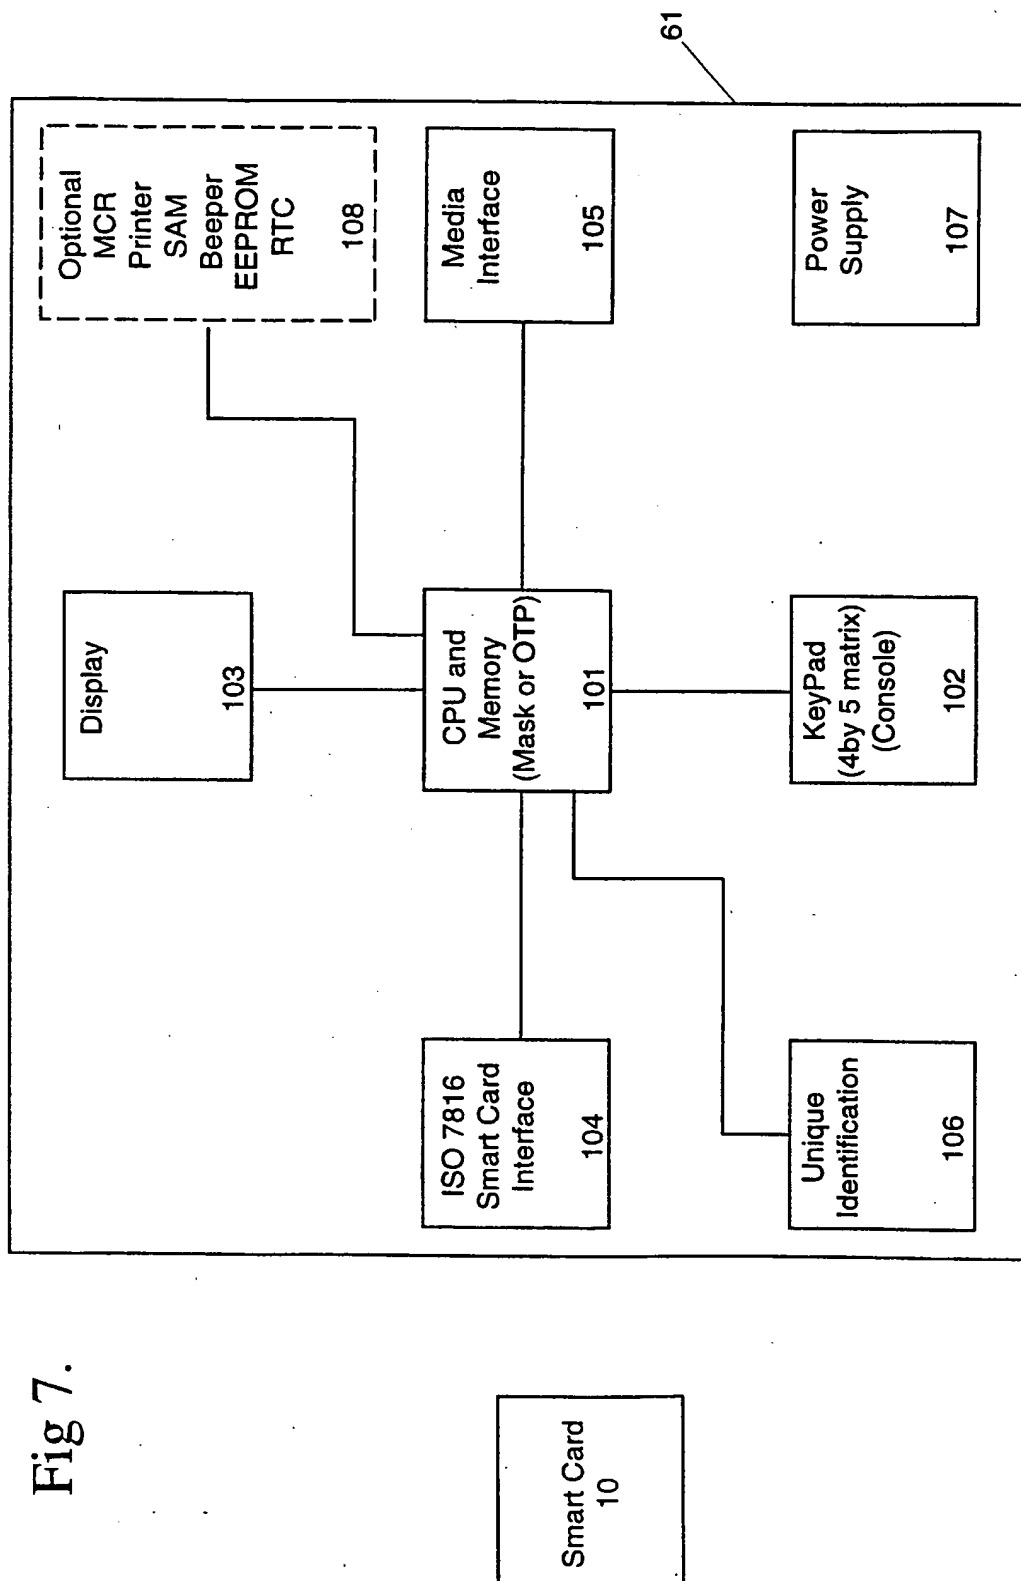 Fig 7.
61
Display
103
Optional
MCR
Printer
SAM
Beeper
EEPROM
RTC
108
Smart Card
10
ISO 7816
Smart Card
Interface
104
CPU and
Memory
(Mask or OTP)
101
Media
Interface
105
Unique
Identification
106
KeyPad
(4by 5 matrix)
(Console)
102
Power
Supply
107